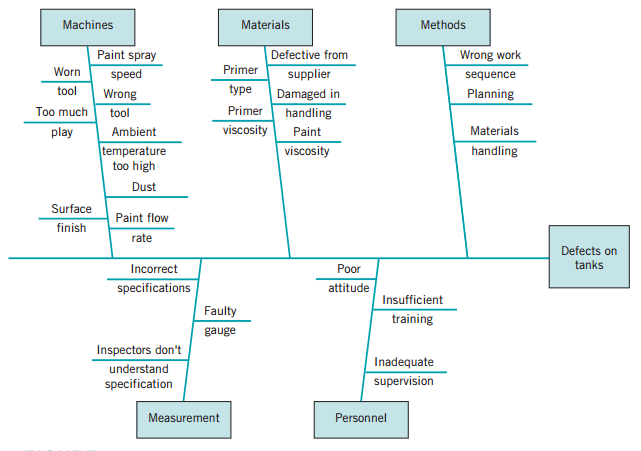 Machines
Materials
Methods
Paint spray
speed
Worn
tool
Wrong
tool
Too much
play
Ambient
temperature
too high
Dust
Surface
finish
Paint flow
rate
Defective from
supplier
Primer
type
Damaged in
handling
Primer
viscosity
Paint
viscosity
Wrong work
sequence
Planning
Materials
handling
Defects on
tanks
Incorrect
specifications
Faulty
gauge
Inspectors don't
understand
specification
Measurement
Poor
attitude
Insufficient
training
Inadequate
supervision
Personnel